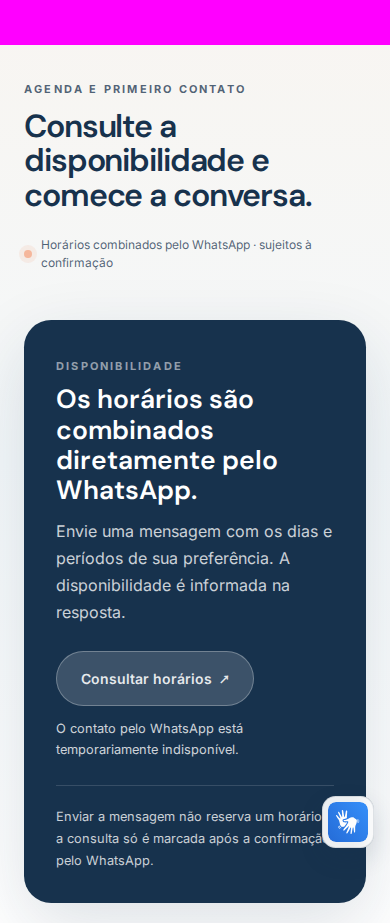 AGENDA E PRIMEIRO CONTATO
Consulte a
disponibilidade e
comece a conversa.
Horários combinados pelo WhatsApp · sujeitos à
confirmação
DISPONIBILIDADE
Os horários são
combinados
diretamente pelo
WhatsApp.
Envie uma mensagem com os dias e
períodos de sua preferência. A
disponibilidade é informada na
resposta.
Consultar horários ↗
O contato pelo WhatsApp está
temporariamente indisponível.
Enviar a mensagem não reserva um horário
a consulta só é marcada após a
pelo WhatsApp.